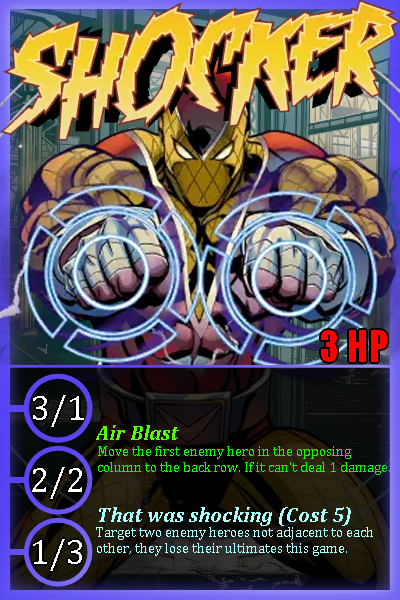 SHOCKER
3 HP
3/1
Air Blast
Move the first enemy hero in the opposing
column to the back row. If it can't deal 1 damage.
2/2
That was shocking (Cost 5)
Target two enemy heroes not adjacent to each
other, they lose their ultimates this game.
1/3